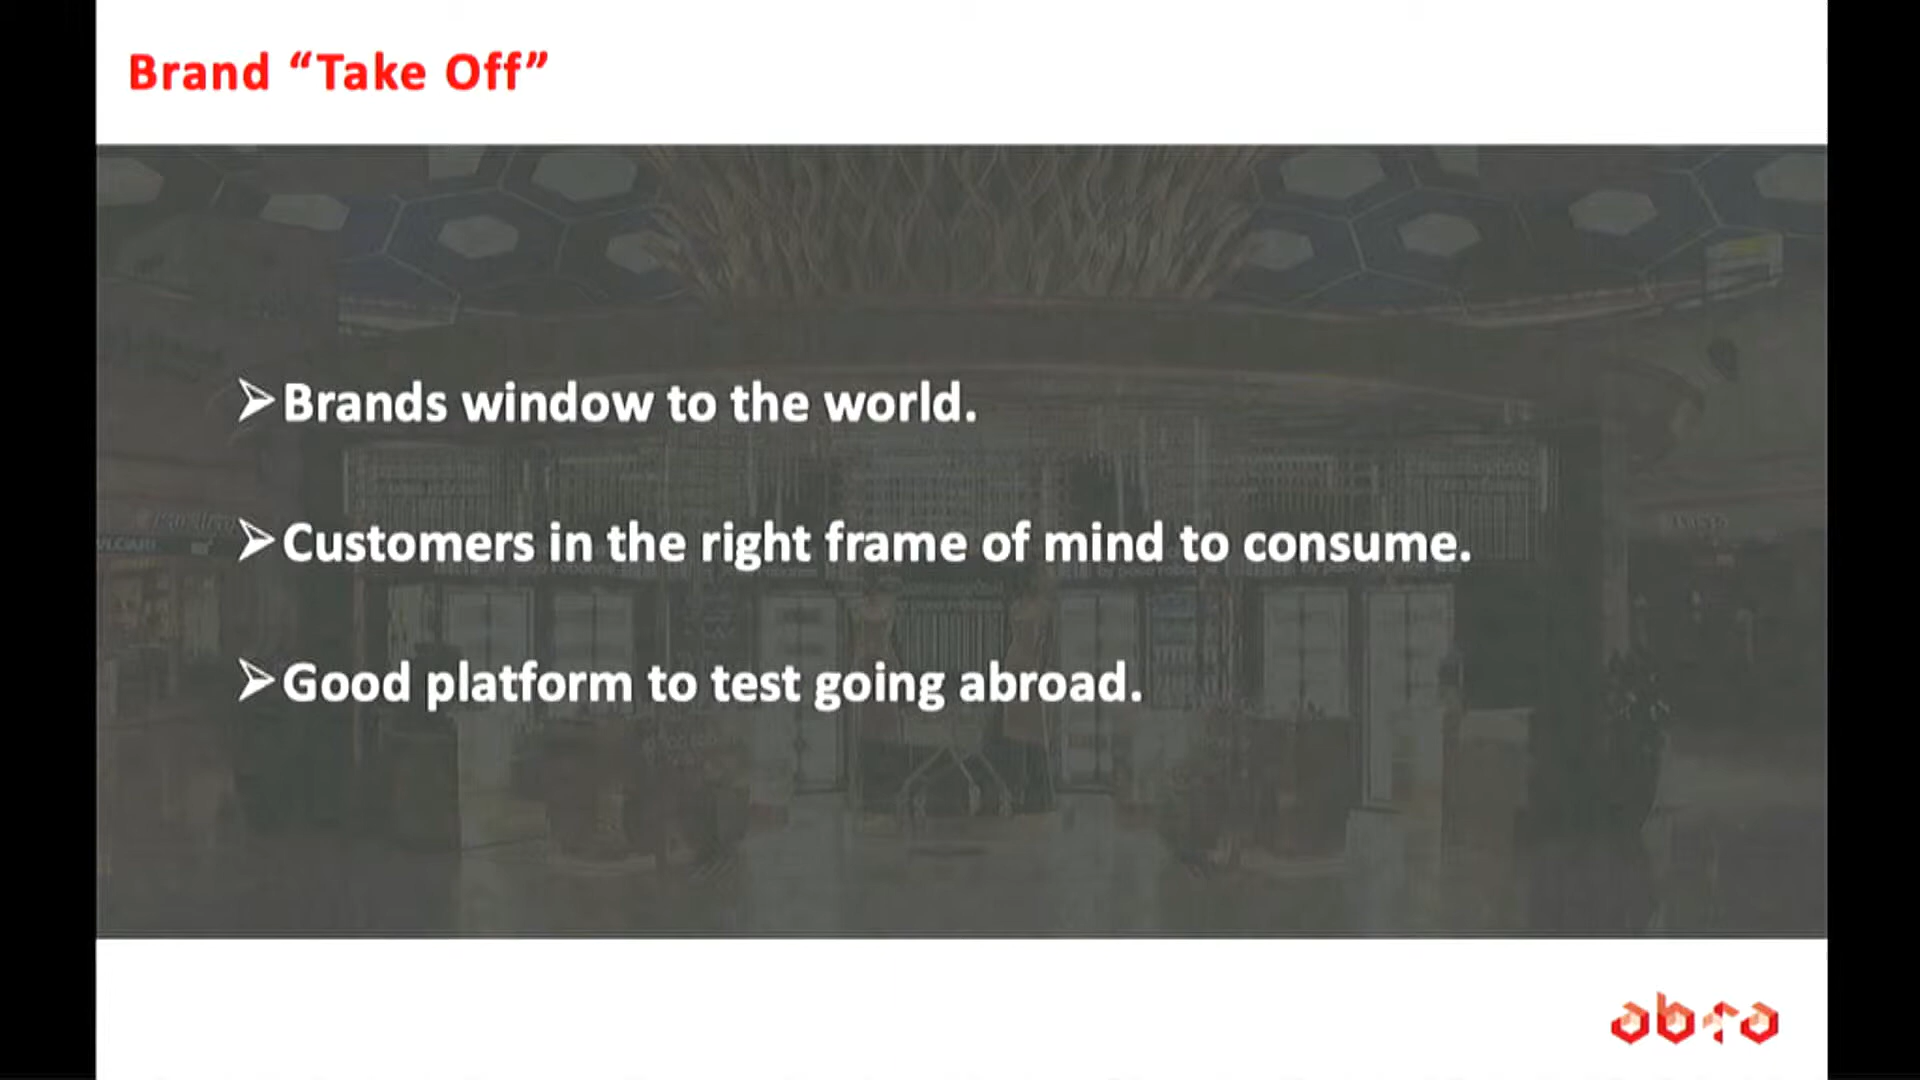 Brand “Take Off”
➢Brands window to the world.
➢Customers in the right frame of mind to consume.
➢Good platform to test going abroad.
abra